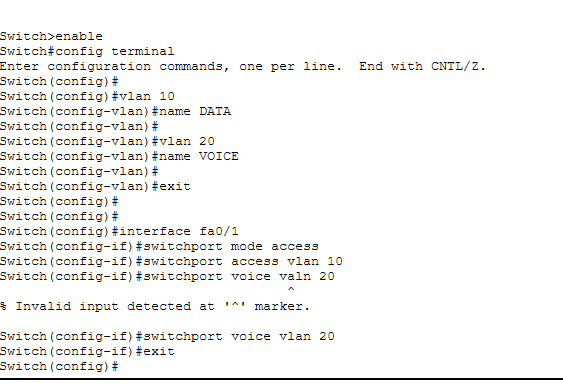 Switch>enable
Switch#config terminal
Enter configuration commands, one per line.  End with CNTL/Z.
Switch(config)#
Switch(config)#vlan 10
Switch(config-vlan)#name DATA
Switch(config-vlan)#
Switch(config-vlan)#vlan 20
Switch(config-vlan)#name VOICE
Switch(config-vlan)#
Switch(config-vlan)#exit
Switch(config)#
Switch(config)#
Switch(config)#interface fa0/1
Switch(config-if)#switchport mode access
Switch(config-if)#switchport access vlan 10
Switch(config-if)#switchport voice valn 20
                                    ^
% Invalid input detected at '^' marker.
Switch(config-if)#switchport voice vlan 20
Switch(config-if)#exit
Switch(config)#